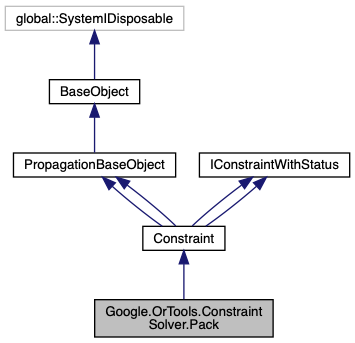 global::SystemIDisposable
BaseObject
PropagationBaseObject
IConstraintWithStatus
Constraint
Google.OrTools.Constraint
Solver.Pack